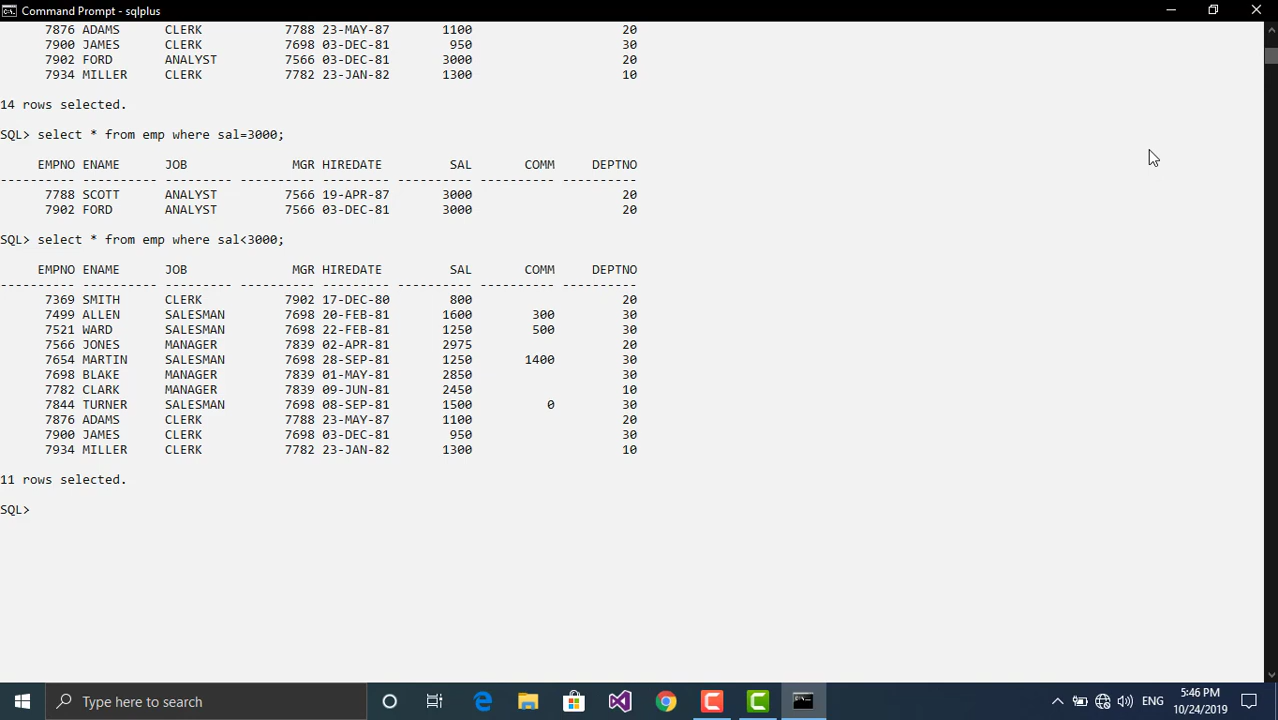 Command Prompt - sqlplus
7876 ADAMS CLERK 7788 23-MAY-87 1100 20
7900 JAMES CLERK 7698 03-DEC-81 950 30
7902 FORD ANALYST 7566 03-DEC-81 3000 20
7934 MILLER CLERK 7782 23-JAN-82 1300 10
14 rows selected.
SQL> select * from emp where sal=3000;
EMPNO ENAME JOB MGR HIREDATE SAL COMM DEPTNO
---------- ---------- --------- ---------- --------- ---------- ---------- ----------
7788 SCOTT ANALYST 7566 19-APR-87 3000 20
7902 FORD ANALYST 7566 03-DEC-81 3000 20
SQL> select * from emp where sal<3000;
EMPNO ENAME JOB MGR HIREDATE SAL COMM DEPTNO
---------- ---------- --------- ---------- --------- ---------- ---------- ----------
7369 SMITH CLERK 7902 17-DEC-80 800 20
7499 ALLEN SALESMAN 7698 20-FEB-81 1600 300 30
7521 WARD SALESMAN 7698 22-FEB-81 1250 500 30
7566 JONES MANAGER 7839 02-APR-81 2975 20
7654 MARTIN SALESMAN 7698 28-SEP-81 1250 1400 30
7698 BLAKE MANAGER 7839 01-MAY-81 2850 30
7782 CLARK MANAGER 7839 09-JUN-81 2450 10
7844 TURNER SALESMAN 7698 08-SEP-81 1500 0 30
7876 ADAMS CLERK 7788 23-MAY-87 1100 20
7900 JAMES CLERK 7698 03-DEC-81 950 30
7934 MILLER CLERK 7782 23-JAN-82 1300 10
11 rows selected.
SQL>
Type here to search
ENG
5:46 PM
10/24/2019